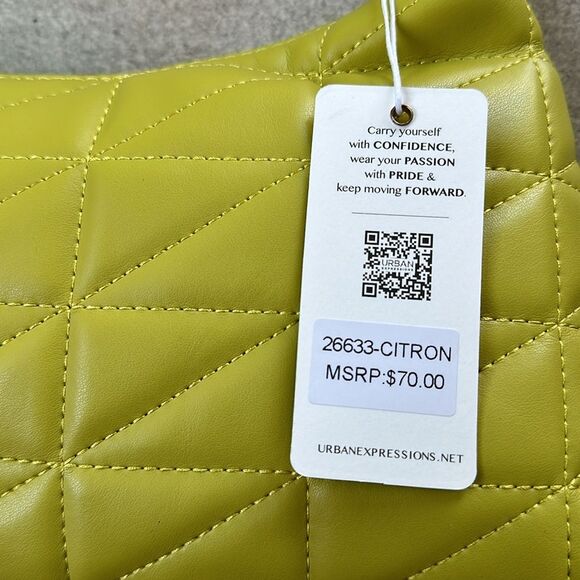 Carry yourself
with CONFIDENCE,
wear your PASSION
with PRIDE &
keep moving FORWARD.
URBAN
EXPRESSIONS
26633-CITRON
MSRP:$70.00
URBANEXPRESSIONS.NET